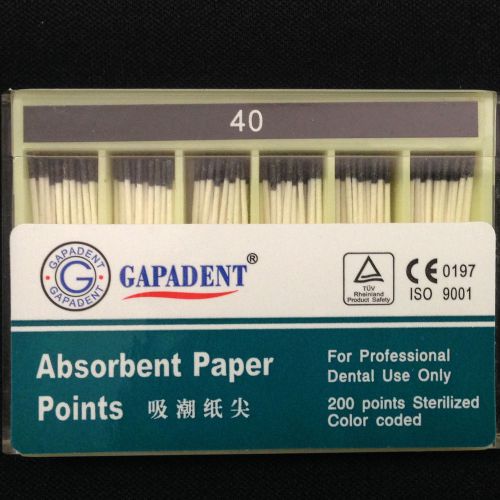 40
GAPADENT
G
GAPADENT
GAPADENT®
TÜV
Rheinland
Product Safety
CE 0197
ISO 9001
Absorbent Paper
Points 吸潮纸尖
For Professional
Dental Use Only
200 points Sterilized
Color coded